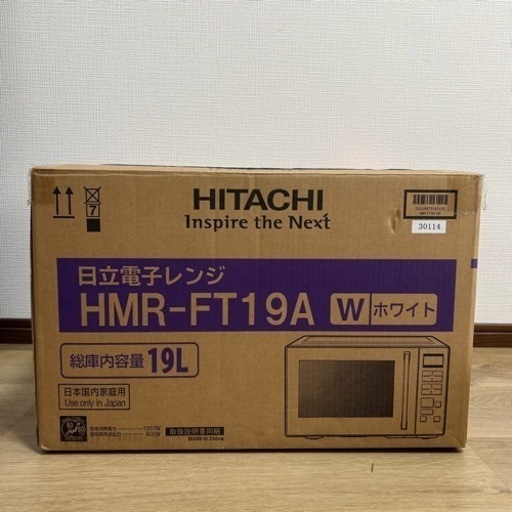 HITACHI
Inspire the Next
30114
7
日立電子レンジ
HMR-FT19A
W ホワイト
総庫内容量 19L
日本国内家庭用
Use only in Japan
取扱説明書同梱
Made in China